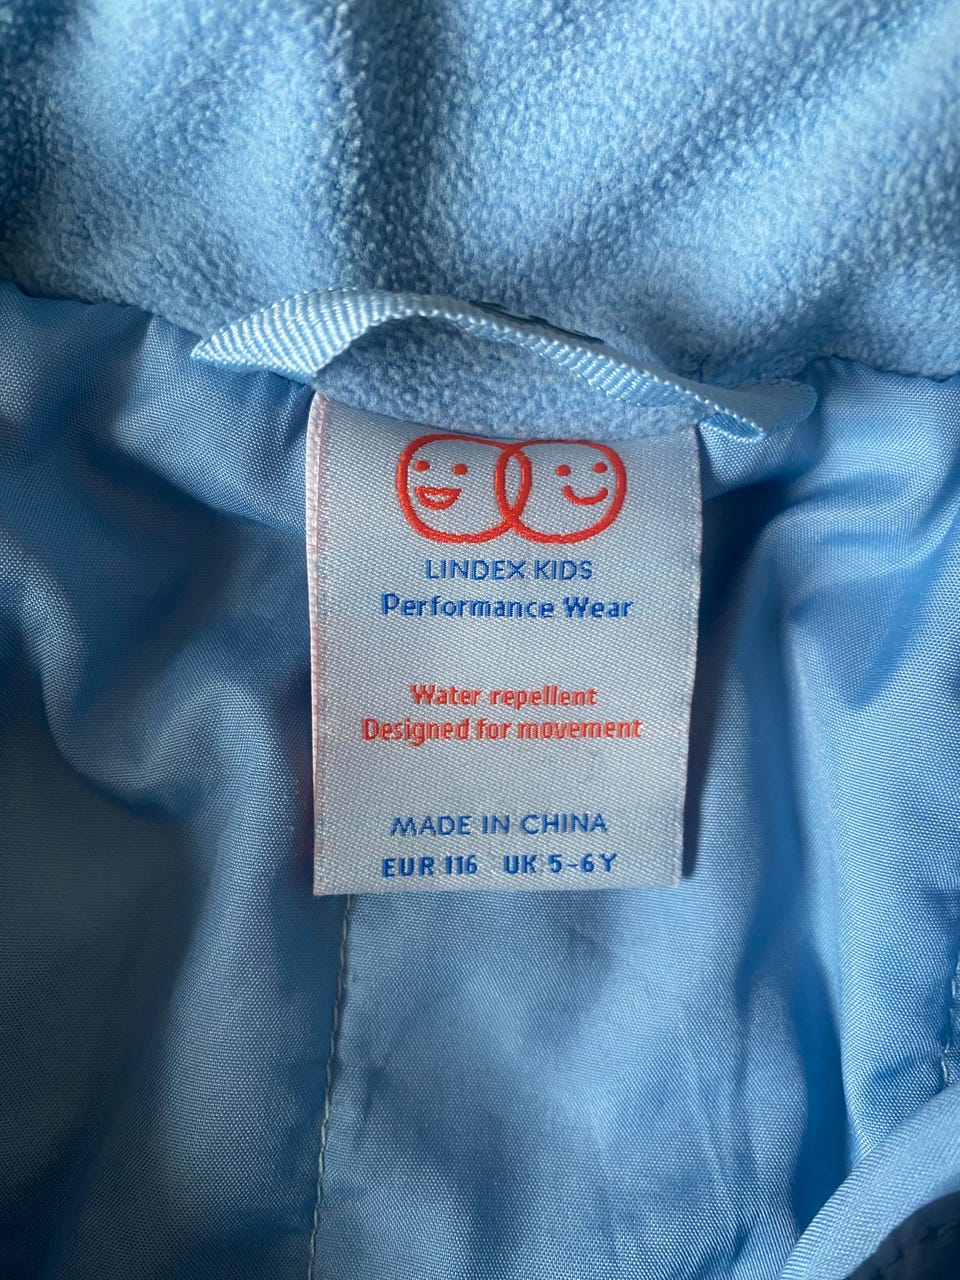 LINDEX KIDS
Performance Wear
Water repellent
Designed for movement
MADE IN CHINA
EUR 116 UK 5-6Y